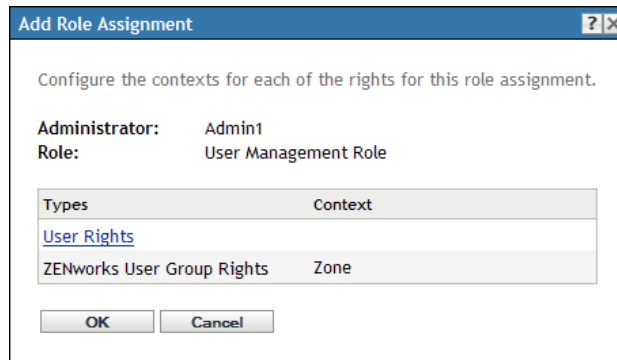 Add Role Assignment
Configure the contexts for each of the rights for this role assignment.
Administrator: Admin1
Role: User Management Role
Types Context
User Rights
ZENworks User Group Rights Zone
OK Cancel